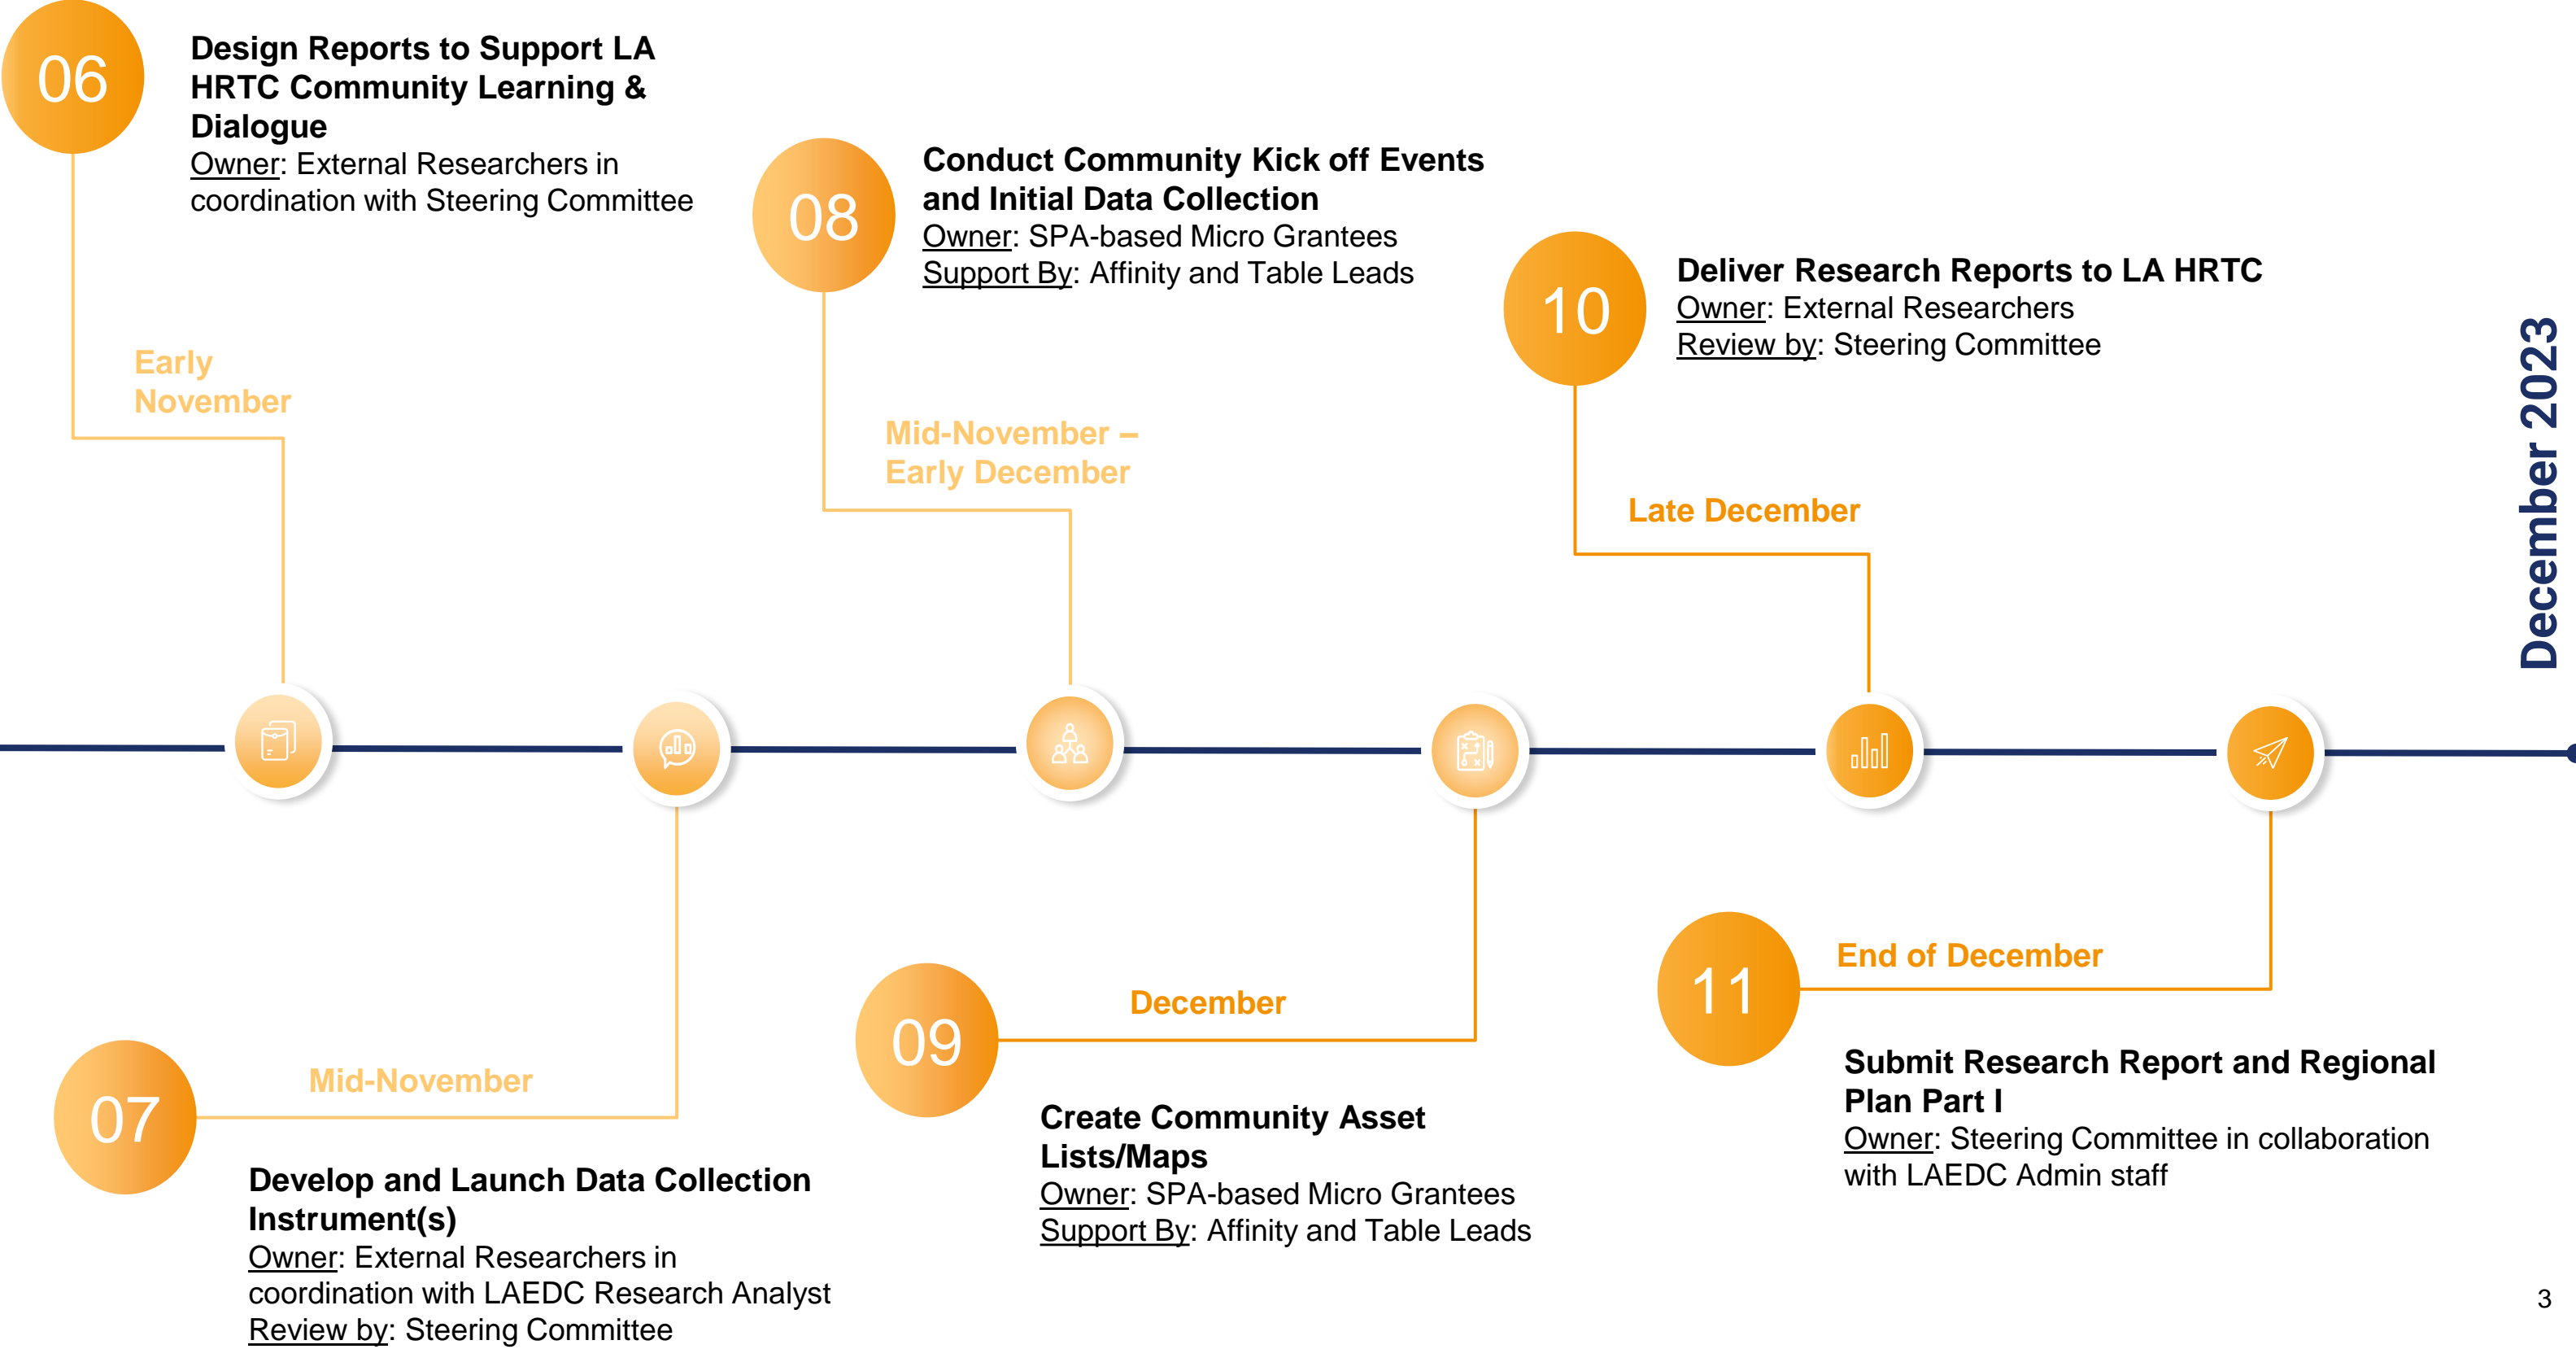 06
Design Reports to Support LA
HRTC Community Learning &
Dialogue
Owner: External Researchers in
coordination with Steering Committee
Early
November
07
Mid-November
Develop and Launch Data Collection
Instrument(s)
Owner: External Researchers in
coordination with LAEDC Research Analyst
Review by: Steering Committee
08
Conduct Community Kick off Events
and Initial Data Collection
Owner: SPA-based Micro Grantees
Support By: Affinity and Table Leads
Mid-November –
Early December
09
December
Create Community Asset
Lists/Maps
Owner: SPA-based Micro Grantees
Support By: Affinity and Table Leads
10
Deliver Research Reports to LA HRTC
Owner: External Researchers
Review by: Steering Committee
Late December
11
End of December
Submit Research Report and Regional
Plan Part I
Owner: Steering Committee in collaboration
with LAEDC Admin staff
December 2023
3